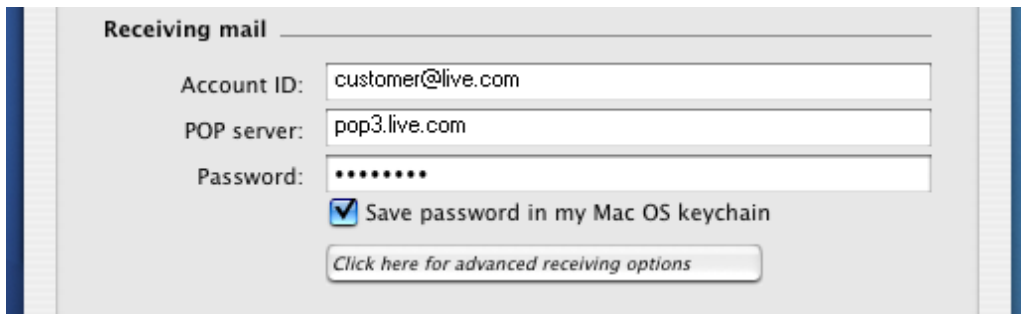 Receiving mail
Account ID: customer@live.com
POP server: pop3.live.com
Password: ••••••••
Save password in my Mac OS keychain
Click here for advanced receiving options